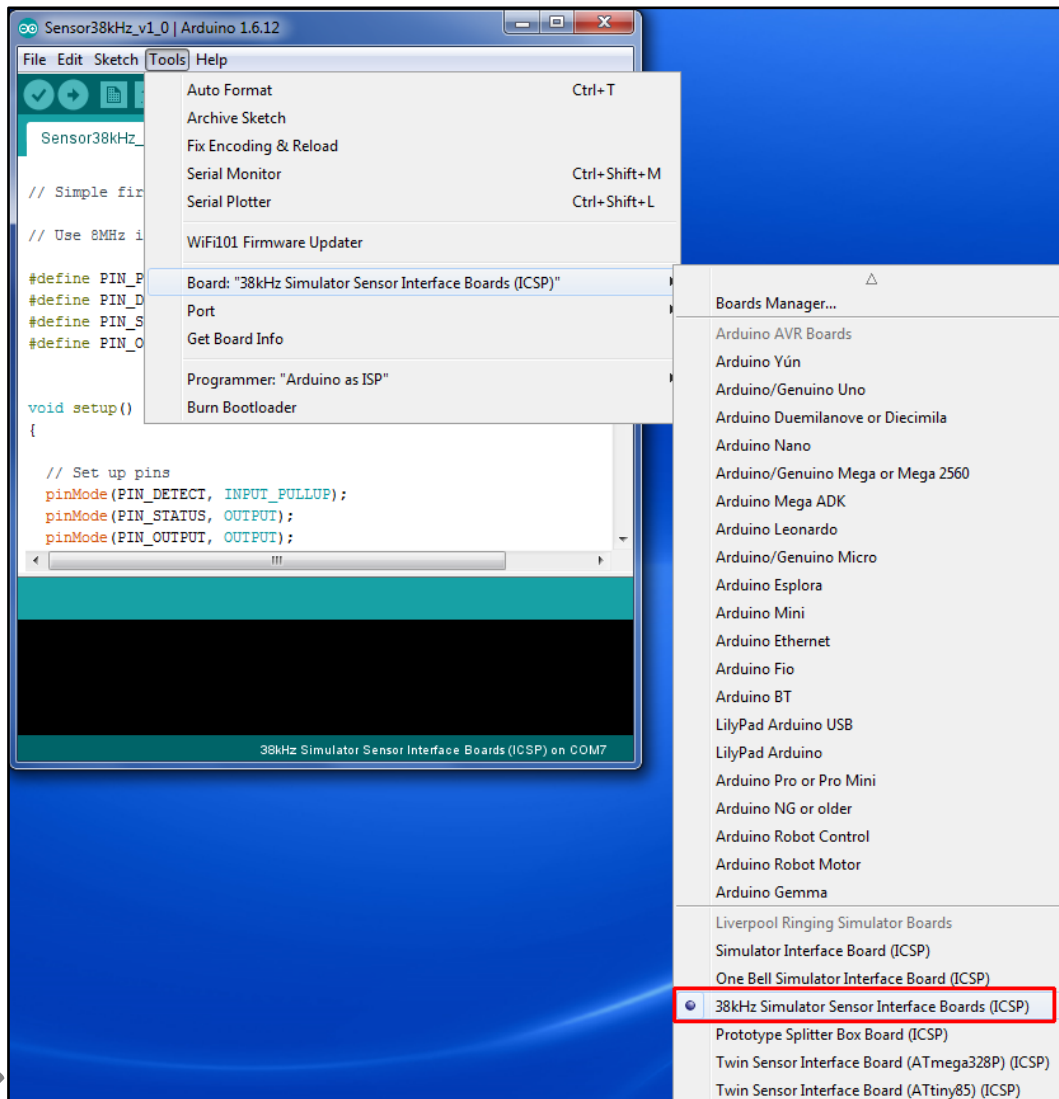 Sensor38kHz_v1_0 | Arduino 1.6.12
File Edit Sketch Tools Help
Auto Format Ctrl+T
Archive Sketch
Fix Encoding & Reload
Serial Monitor Ctrl+Shift+M
Serial Plotter Ctrl+Shift+L
WiFi101 Firmware Updater
Board: "38kHz Simulator Sensor Interface Boards (ICSP)"
Port
Get Board Info
Programmer: "Arduino as ISP"
Burn Bootloader
Sensor38kHz_
// Simple fir
// Use 8MHz i
#define PIN_P
#define PIN_D
#define PIN_S
#define PIN_O
void setup()
{
// Set up pins
pinMode(PIN_DETECT, INPUT_PULLUP);
pinMode(PIN_STATUS, OUTPUT);
pinMode(PIN_OUTPUT, OUTPUT);
38kHz Simulator Sensor Interface Boards (ICSP) on COM7
Boards Manager...
Arduino AVR Boards
Arduino Yún
Arduino/Genuino Uno
Arduino Duemilanove or Diecimila
Arduino Nano
Arduino/Genuino Mega or Mega 2560
Arduino Mega ADK
Arduino Leonardo
Arduino/Genuino Micro
Arduino Esplora
Arduino Mini
Arduino Ethernet
Arduino Fio
Arduino BT
LilyPad Arduino USB
LilyPad Arduino
Arduino Pro or Pro Mini
Arduino NG or older
Arduino Robot Control
Arduino Robot Motor
Arduino Gemma
Liverpool Ringing Simulator Boards
Simulator Interface Board (ICSP)
One Bell Simulator Interface Board (ICSP)
38kHz Simulator Sensor Interface Boards (ICSP)
Prototype Splitter Box Board (ICSP)
Twin Sensor Interface Board (ATmega328P) (ICSP)
Twin Sensor Interface Board (ATtiny85) (ICSP)